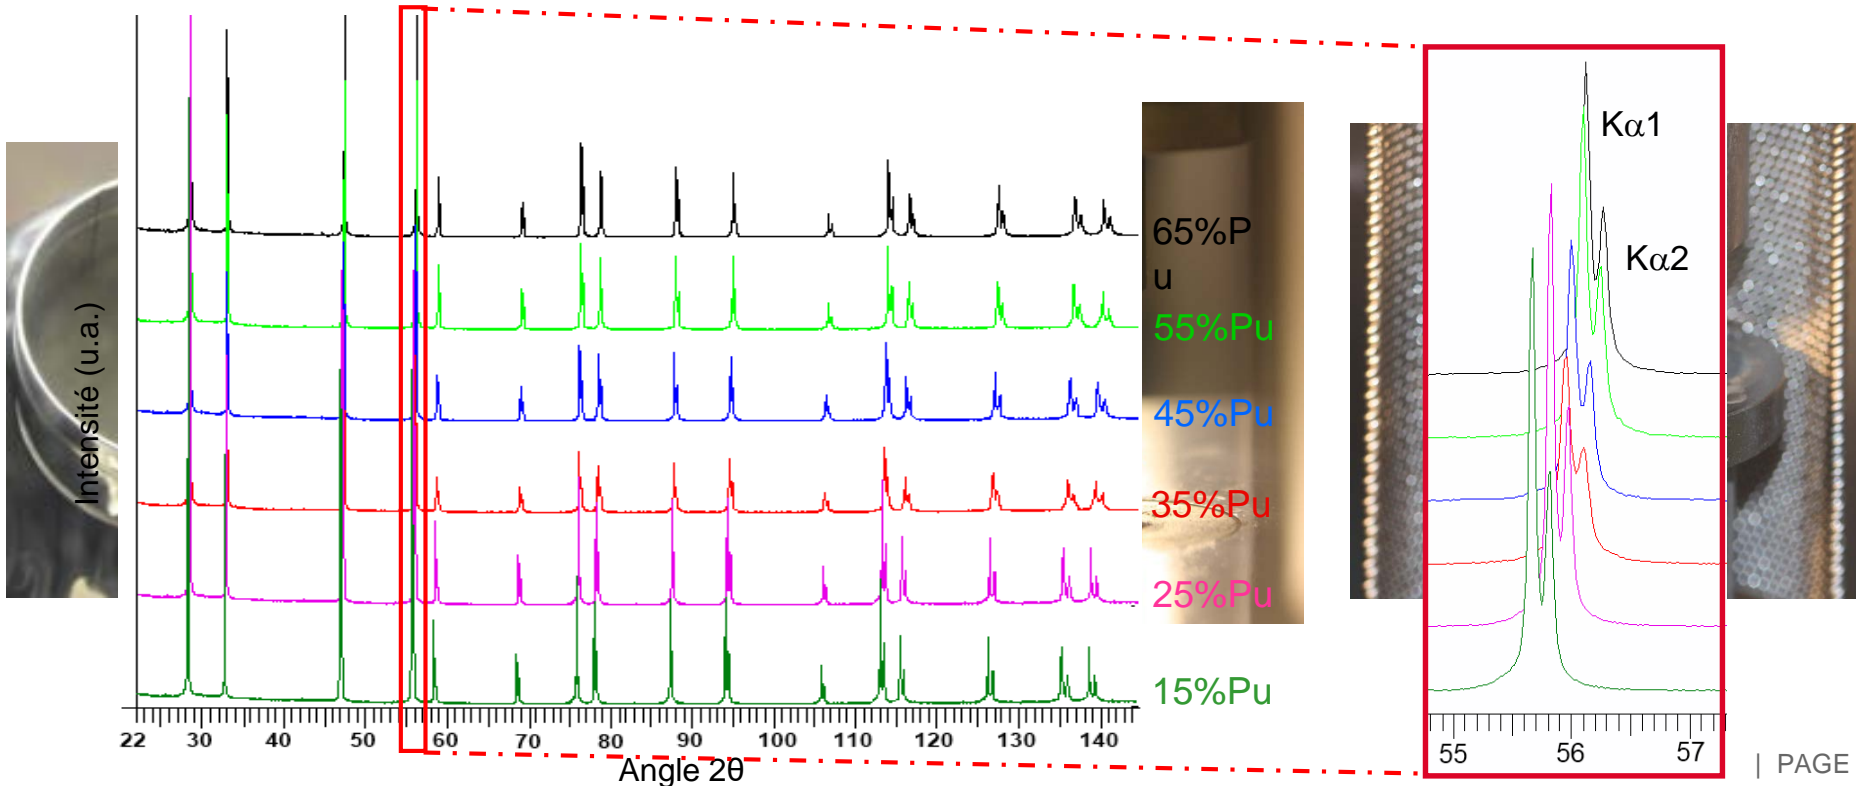 Intensité (u.a.)
65%P
u
55%Pu
45%Pu
35%Pu
25%Pu
15%Pu
22 30 40 50 60 70 80 90 100 110 120 130 140
Angle 2θ
Kα1
Kα2
55 56 57
| PAGE